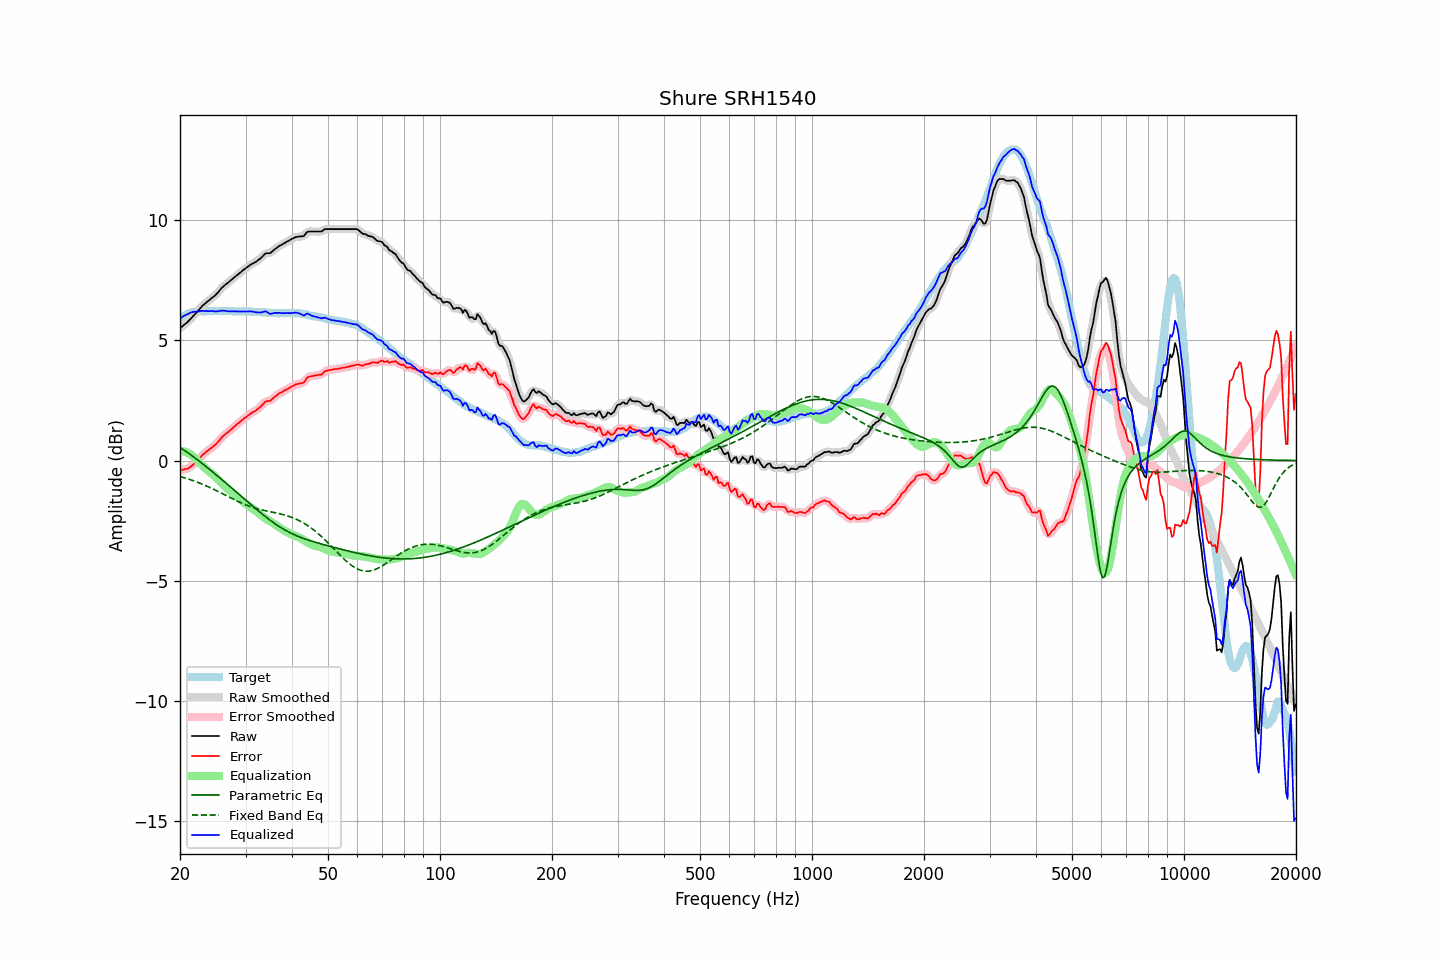 Shure SRH1540
Amplitude (dBr)
10
5
0
−5
−10
−15
Target
Raw Smoothed
Error Smoothed
Raw
Error
Equalization
Parametric Eq
Fixed Band Eq
Equalized
20 50 100 200 500 1000 2000 5000 10000 20000
Frequency (Hz)